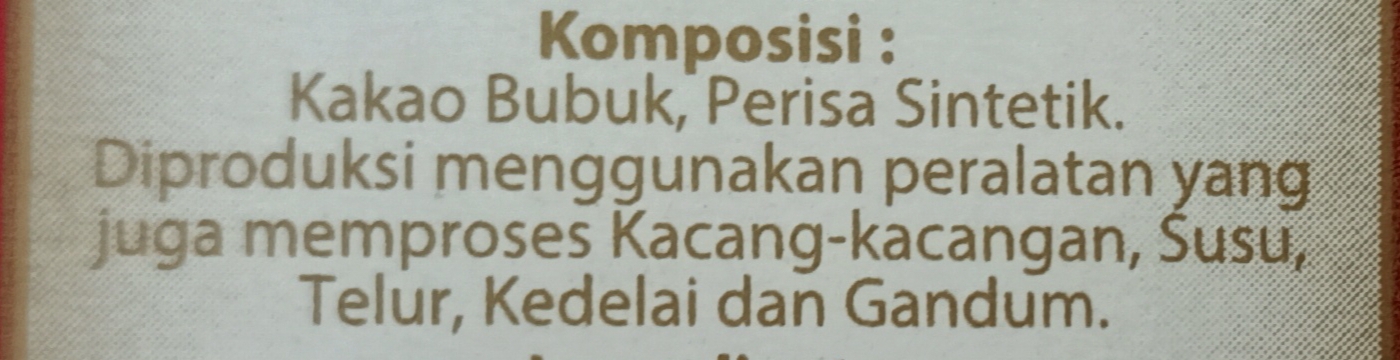 Komposisi :
Kakao Bubuk, Perisa Sintetik.
Diproduksi menggunakan peralatan yang
juga memproses Kacang-kacangan, Susu,
Telur, Kedelai dan Gandum.